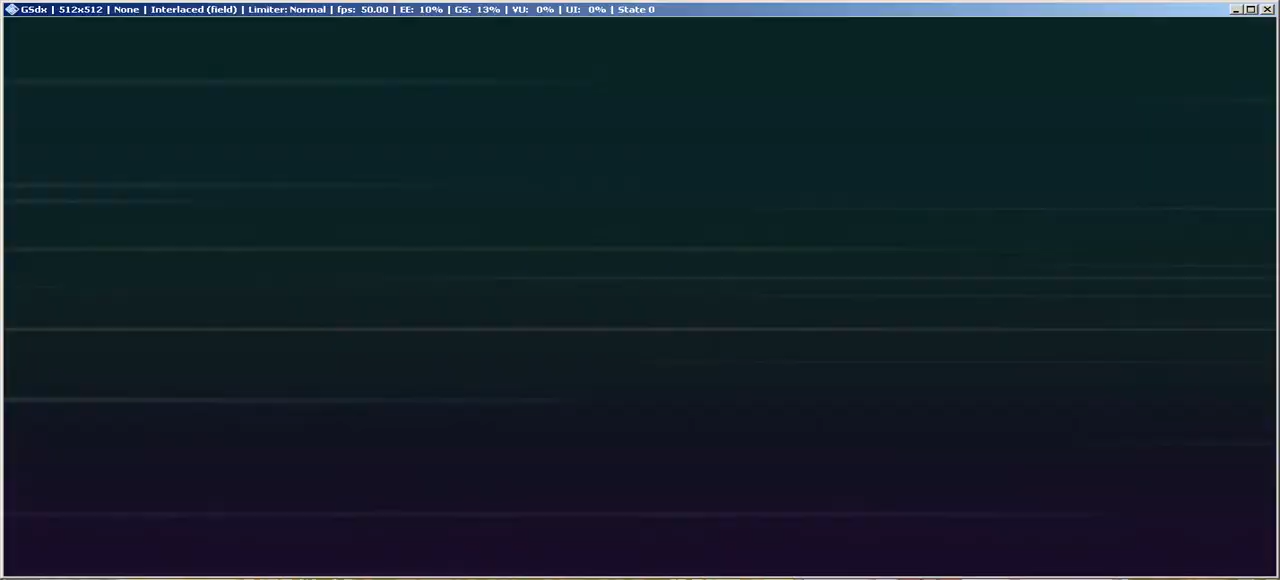 GSdx | 512x512 | None | Interlaced (field) | Limiter: Normal | fps: 50.00 | EE: 10% | GS: 13% | VU: 0% | UI: 0% | State 0